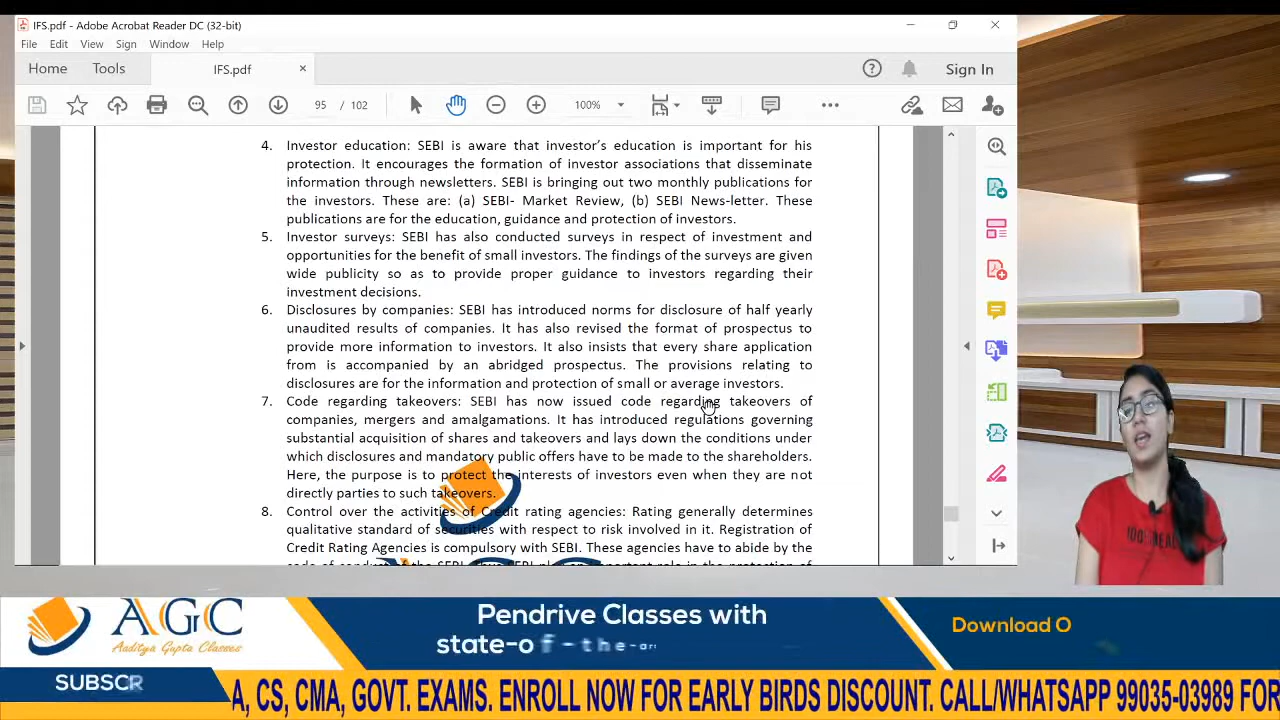 IFS.pdf - Adobe Acrobat Reader DC (32-bit)
File Edit View Sign Window Help
Home Tools IFS.pdf × Sign In
95 / 102 100%
4. Investor education: SEBI is aware that investor's education is important for his
protection. It encourages the formation of investor associations that disseminate
information through newsletters. SEBI is bringing out two monthly publications for
the investors. These are: (a) SEBI- Market Review, (b) SEBI News-letter. These
publications are for the education, guidance and protection of investors.
5. Investor surveys: SEBI has also conducted surveys in respect of investment and
opportunities for the benefit of small investors. The findings of the surveys are given
wide publicity so as to provide proper guidance to investors regarding their
investment decisions.
6. Disclosures by companies: SEBI has introduced norms for disclosure of half yearly
unaudited results of companies. It has also revised the format of prospectus to
provide more information to investors. It also insists that every share application
from is accompanied by an abridged prospectus. The provisions relating to
disclosures are for the information and protection of small or average investors.
7. Code regarding takeovers: SEBI has now issued code regarding takeovers of
companies, mergers and amalgamations. It has introduced regulations governing
substantial acquisition of shares and takeovers and lays down the conditions under
which disclosures and mandatory public offers have to be made to the shareholders.
Here, the purpose is to protect the interests of investors even when they are not
directly parties to such takeovers.
8. Control over the activities of Credit rating agencies: Rating generally determines
qualitative standard of securities with respect to risk involved in it. Registration of
Credit Rating Agencies is compulsory with SEBI. These agencies have to abide by the
AGC
Aaditya Gupta Classes
Pendrive Classes with
state-of-the-ar
Download O
SUBSCR
A, CS, CMA, GOVT. EXAMS. ENROLL NOW FOR EARLY BIRDS DISCOUNT. CALL/WHATSAPP 99035-03989 FOR